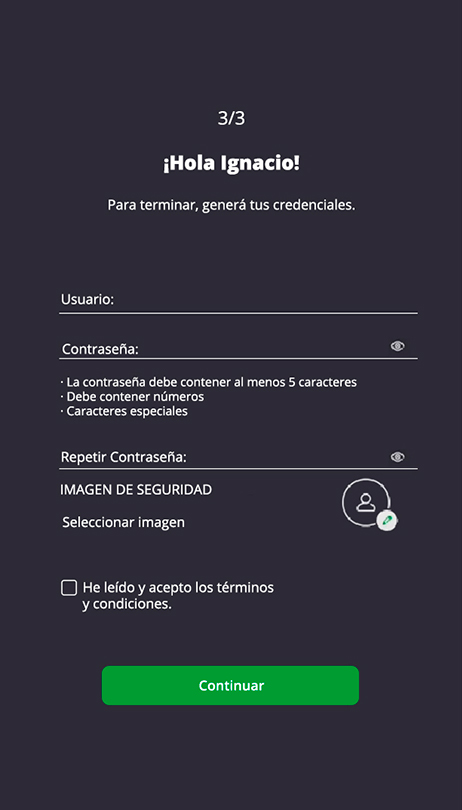 3/3
¡Hola Ignacio!
Para terminar, generá tus credenciales.
Usuario:
Contraseña:
· La contraseña debe contener al menos 5 caracteres
· Debe contener números
· Caracteres especiales
Repetir Contraseña:
IMAGEN DE SEGURIDAD
Seleccionar imagen
He leído y acepto los términos
y condiciones.
Continuar